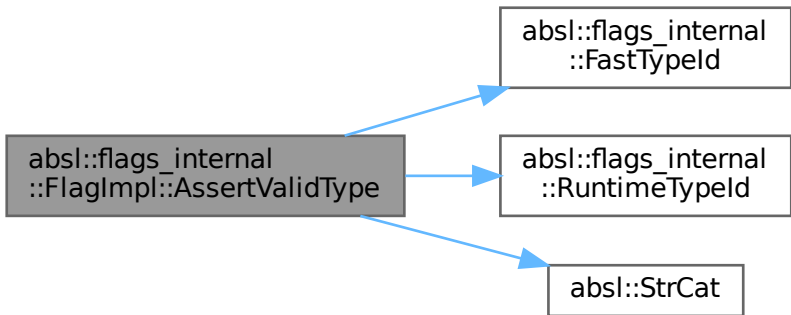 absl::flags_internal
::FlagImpl::AssertValidType
absl::flags_internal
::FastTypeId
absl::flags_internal
::RuntimeTypeId
absl::StrCat